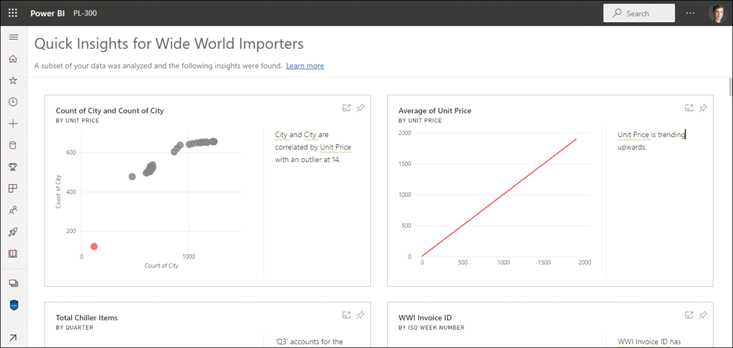 Power BI PL-300 Search
Quick Insights for Wide World Importers
A subset of your data was analyzed and the following insights were found. Learn more
Count of City and Count of City
BY UNIT PRICE
City and City are
correlated by Unit Price
with an outlier at 14.
600
400
200
0 500 1000
Count of City
Count of City
Average of Unit Price
BY UNIT PRICE
Unit Price is trending
upwards.
2000
1500
1000
500
0
0 500 1000 1500 2000
Total Chiller Items
BY QUARTER
'Q3' accounts for the
WWI Invoice ID
BY ISO WEEK NUMBER
WWI Invoice ID has